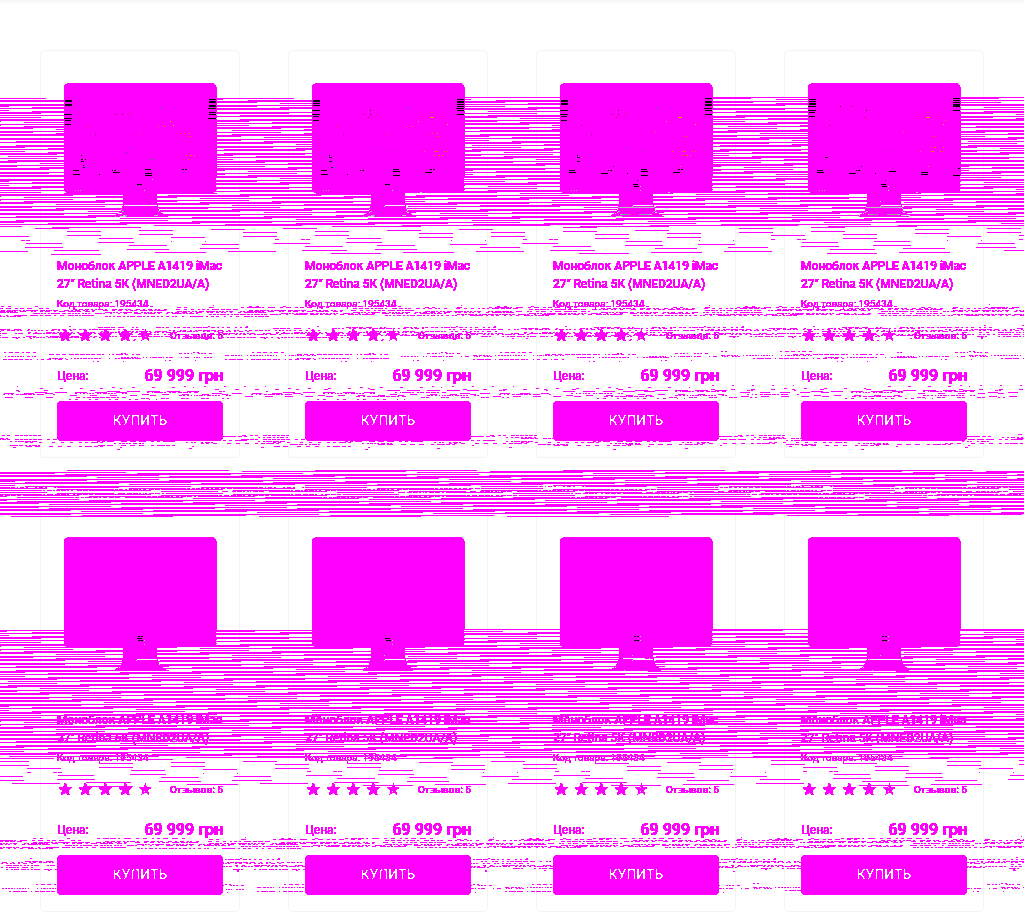 Моноблок APPLE A1419 iMac
27" Retina 5K (MNED2UA/A)
Код товара: 195434
Отзывов: 5
Цена: 69 999 грн
КУПИТЬ
Моноблок APPLE A1419 iMac
27" Retina 5K (MNED2UA/A)
Код товара: 195434
Отзывов: 5
Цена: 69 999 грн
КУПИТЬ
Моноблок APPLE A1419 iMac
27" Retina 5K (MNED2UA/A)
Код товара: 195434
Отзывов: 5
Цена: 69 999 грн
КУПИТЬ
Моноблок APPLE A1419 iMac
27" Retina 5K (MNED2UA/A)
Код товара: 195434
Отзывов: 5
Цена: 69 999 грн
КУПИТЬ
Моноблок APPLE A1419 iMac
27" Retina 5K (MNED2UA/A)
Код товара: 195434
Отзывов: 5
Цена: 69 999 грн
КУПИТЬ
Моноблок APPLE A1419 iMac
27" Retina 5K (MNED2UA/A)
Код товара: 195434
Отзывов: 5
Цена: 69 999 грн
КУПИТЬ
Моноблок APPLE A1419 iMac
27" Retina 5K (MNED2UA/A)
Код товара: 195434
Отзывов: 5
Цена: 69 999 грн
КУПИТЬ
Моноблок APPLE A1419 iMac
27" Retina 5K (MNED2UA/A)
Код товара: 195434
Отзывов: 5
Цена: 69 999 грн
КУПИТЬ